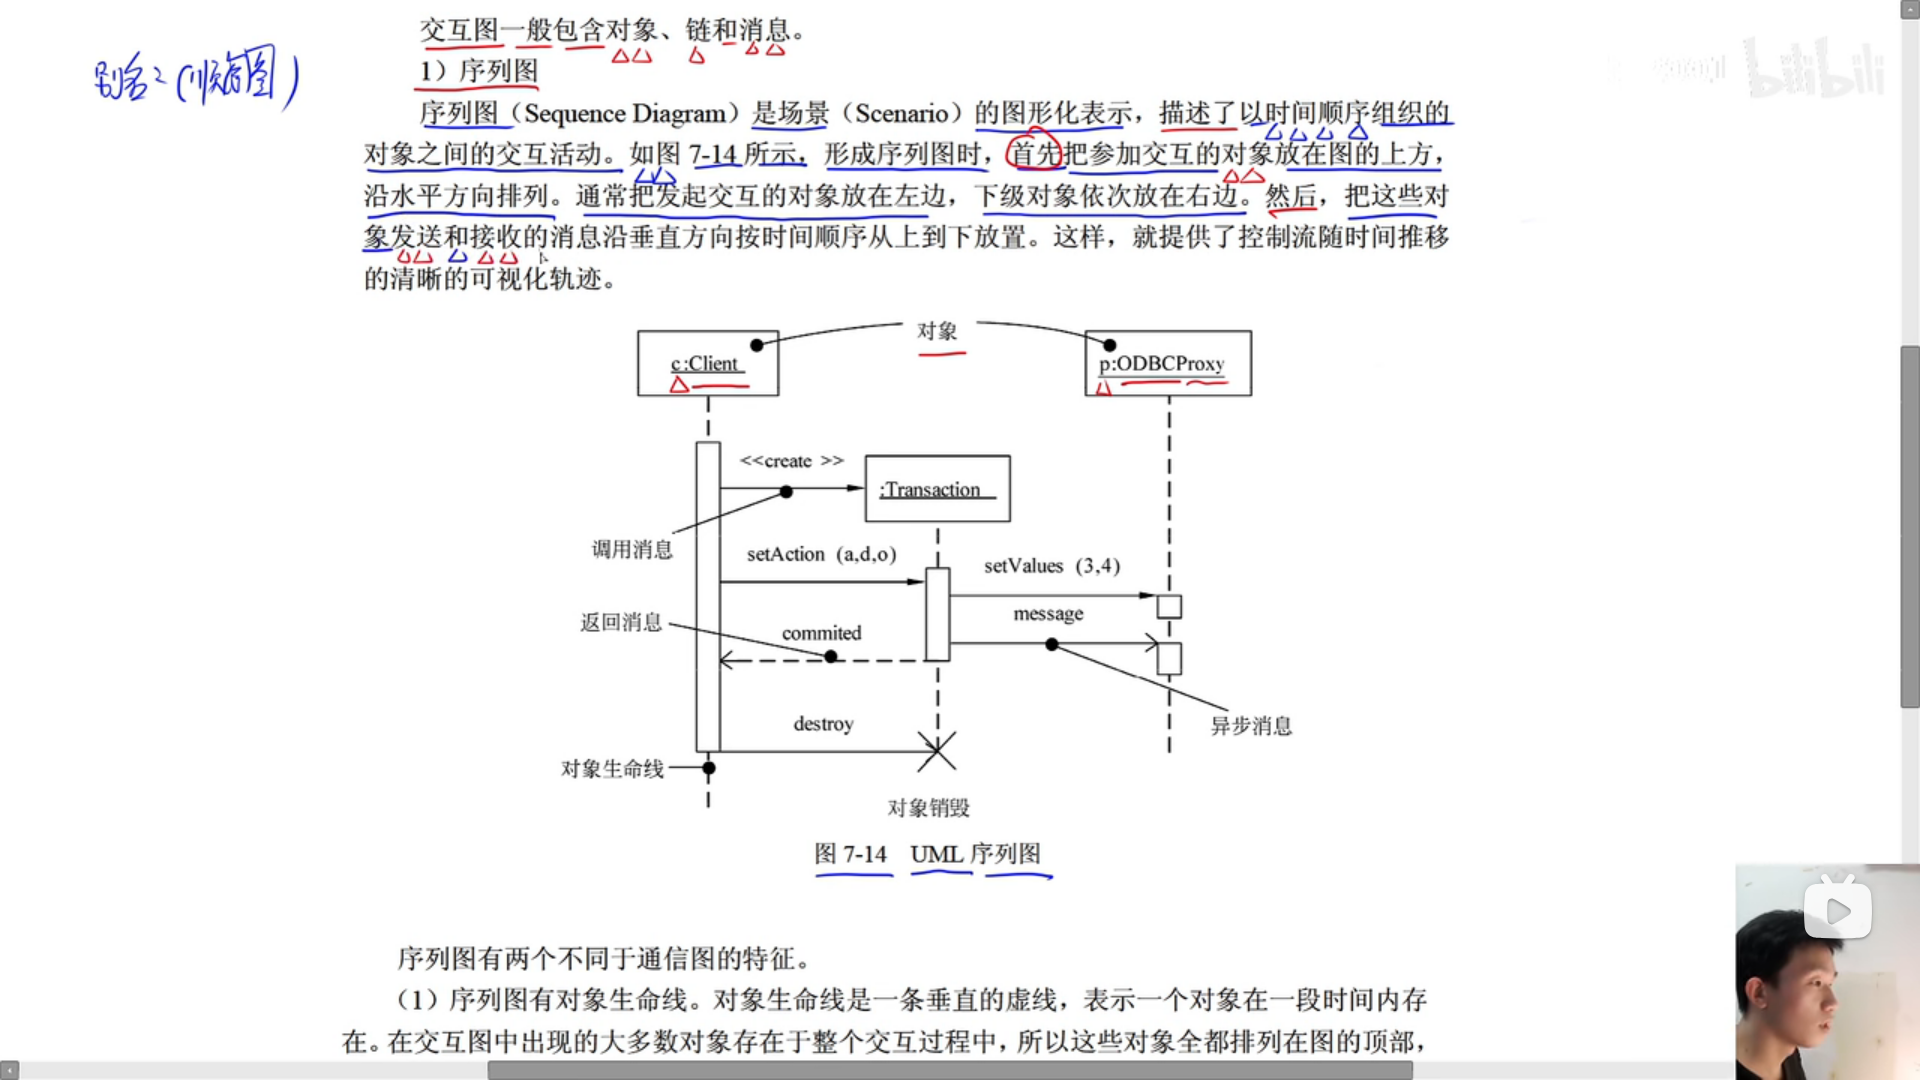 交互图一般包含对象、链和消息。
别名:(顺序图)
1）序列图
序列图（Sequence Diagram）是场景（Scenario）的图形化表示，描述了以时间顺序组织的
对象之间的交互活动。如图 7-14 所示，形成序列图时，首先把参加交互的对象放在图的上方，
沿水平方向排列。通常把发起交互的对象放在左边，下级对象依次放在右边。然后，把这些对
象发送和接收的消息沿垂直方向按时间顺序从上到下放置。这样，就提供了控制流随时间推移
的清晰的可视化轨迹。
对象
c:Client
p:ODBCProxy
<<create >>
:Transaction
调用消息
setAction（a,d,o）
setValues（3,4）
message
返回消息
commited
destroy
异步消息
对象生命线
对象销毁
图 7-14 UML 序列图
序列图有两个不同于通信图的特征。
（1）序列图有对象生命线。对象生命线是一条垂直的虚线，表示一个对象在一段时间内存
在。在交互图中出现的大多数对象存在于整个交互过程中，所以这些对象全都排列在图的顶部，
bilibili